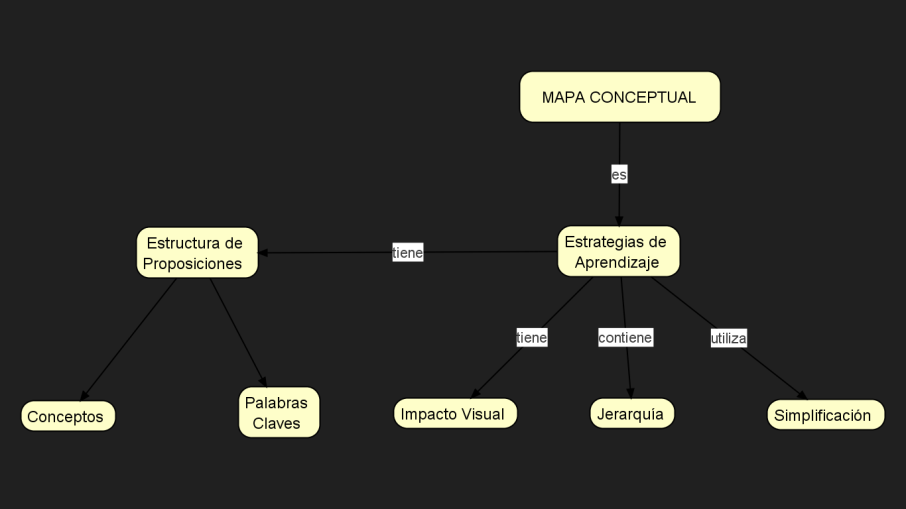 MAPA CONCEPTUAL
es
Estructura de
Proposiciones
tiene
Estrategias de
Aprendizaje
tiene
contiene
utiliza
Conceptos
Palabras
Claves
Impacto Visual
Jerarquía
Simplificación